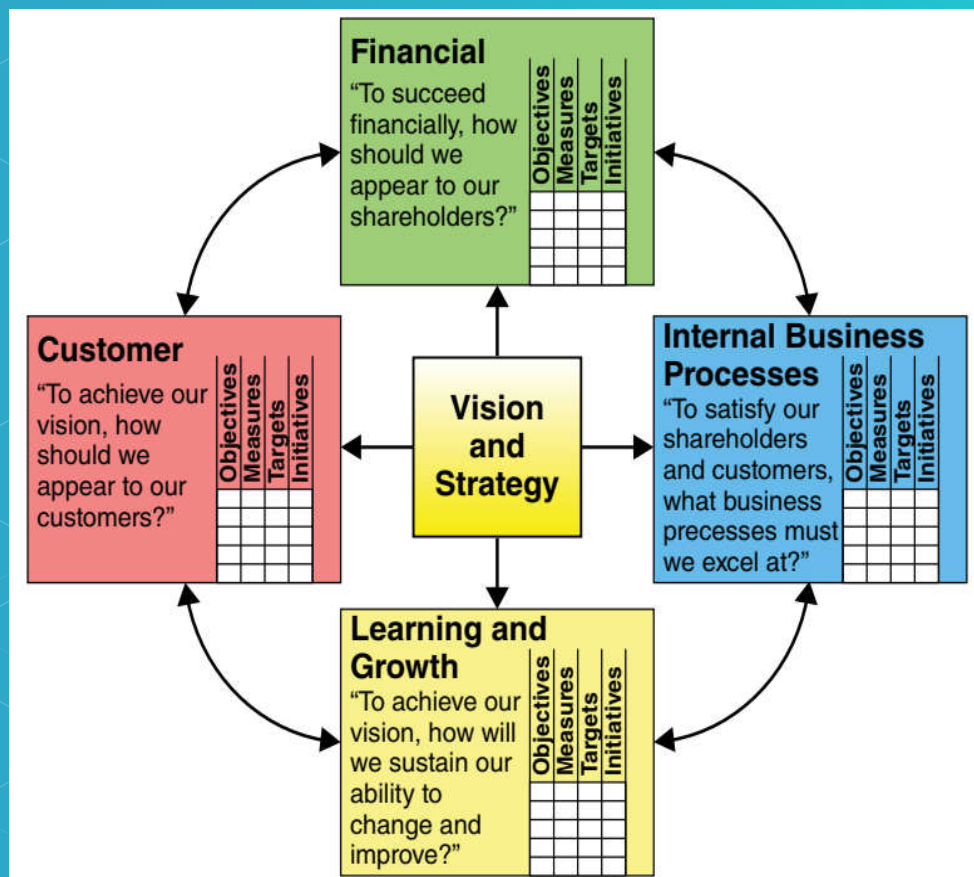 Financial
“To succeed
financially, how
should we
appear to our
shareholders?”
Objectives
Measures
Targets
Initiatives
Customer
“To achieve our
vision, how
should we
appear to our
customers?”
Objectives
Measures
Targets
Initiatives
Vision
and
Strategy
Internal Business
Processes
“To satisfy our
shareholders
and customers,
what business
precesses must
we excel at?”
Objectives
Measures
Targets
Initiatives
Learning and
Growth
“To achieve our
vision, how will
we sustain our
ability to
change and
improve?”
Objectives
Measures
Targets
Initiatives